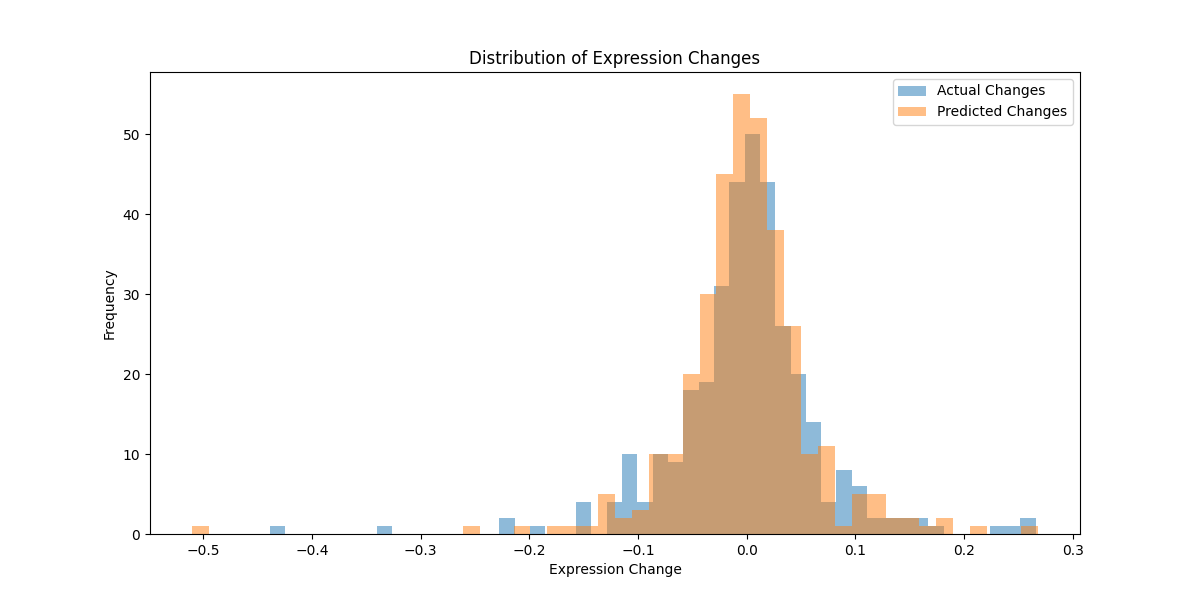 Distribution of Expression Changes
Actual Changes
Predicted Changes
Frequency
50
40
30
20
10
0
−0.5 −0.4 −0.3 −0.2 −0.1 0.0 0.1 0.2 0.3
Expression Change